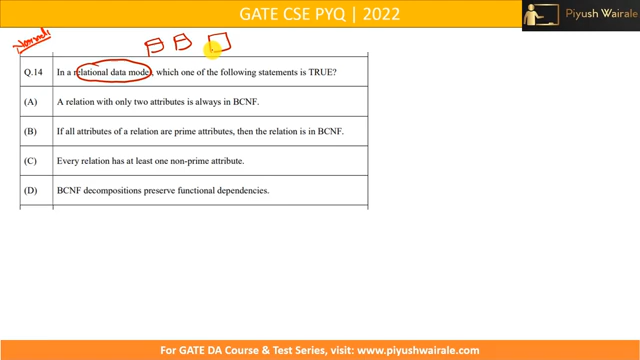 GATE CSE PYQ | 2022
Piyush Wairale
Q.14 In a relational data model, which one of the following statements is TRUE?
(A) A relation with only two attributes is always in BCNF.
(B) If all attributes of a relation are prime attributes, then the relation is in BCNF.
(C) Every relation has at least one non-prime attribute.
(D) BCNF decompositions preserve functional dependencies.
For GATE DA Course & Test Series, visit: www.piyushwairale.com